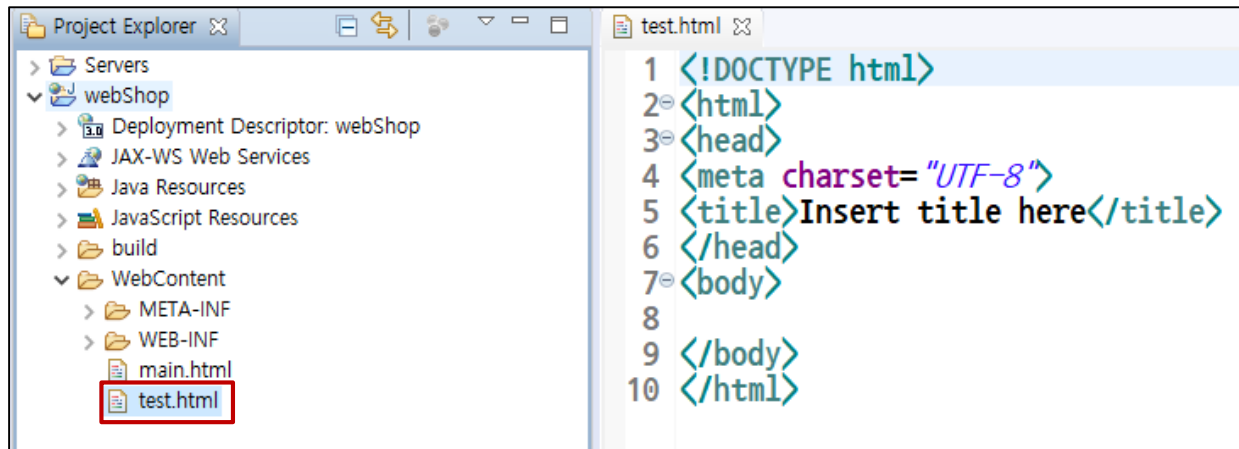 Project Explorer
Servers
webShop
3.0 Deployment Descriptor: webShop
JAX-WS Web Services
Java Resources
JavaScript Resources
build
WebContent
META-INF
WEB-INF
main.html
test.html
test.html
1 <!DOCTYPE html>
2 <html>
3 <head>
4 <meta charset="UTF-8">
5 <title>Insert title here</title>
6 </head>
7 <body>
8
9 </body>
10 </html>